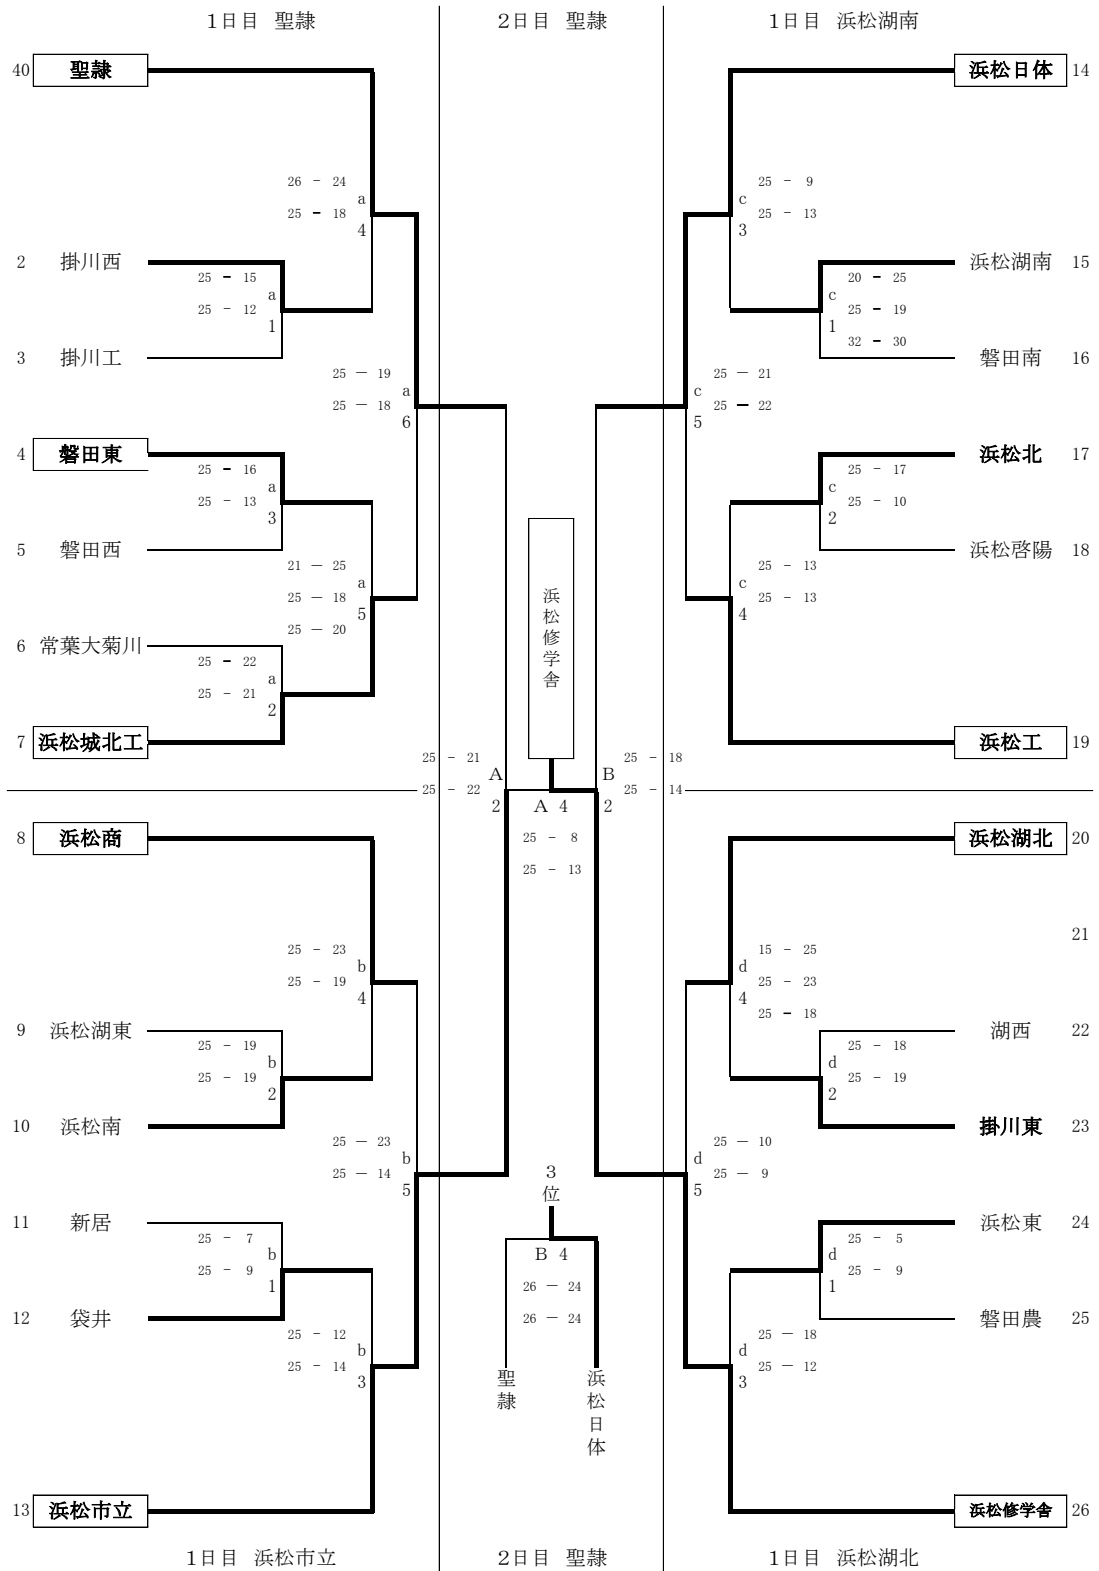 1日目 聖隷
2日目 聖隷
1日目 浜松湖南
40 聖隷
浜松日体 14
26 － 24
a
25 － 18
4
25 － 9
c
25 － 13
3
2 掛川西
25 － 15
a
25 － 12
1
3 掛川工
浜松湖南 15
20 － 25
c
25 － 19
1
32 － 30
磐田南 16
25 － 19
a
25 － 18
6
25 － 21
c
25 － 22
5
4 磐田東
25 － 16
a
25 － 13
3
5 磐田西
浜松北 17
25 － 17
c
25 － 10
2
浜松啓陽 18
21 － 25
a
25 － 18
5
25 － 20
25 － 13
c
25 － 13
4
浜松修学舎
6 常葉大菊川
25 － 22
a
25 － 21
2
7 浜松城北工
浜松工 19
25 － 21
A
25 － 22
2
A 4
25 － 8
25 － 13
25 － 18
B
25 － 14
2
8 浜松商
浜松湖北 20
21
25 － 23
b
25 － 19
4
15 － 25
d
25 － 23
4
25 － 18
9 浜松湖東
25 － 19
b
25 － 19
2
10 浜松南
湖西 22
25 － 18
d
25 － 19
2
掛川東 23
25 － 23
b
25 － 14
5
25 － 10
d
25 － 9
5
3位
B 4
26 － 24
26 － 24
聖隷
浜松日体
11 新居
25 － 7
b
25 － 9
1
12 袋井
浜松東 24
25 － 5
d
25 － 9
1
磐田農 25
25 － 12
b
25 － 14
3
25 － 18
d
25 － 12
3
13 浜松市立
浜松修学舎 26
1日目 浜松市立
2日目 聖隷
1日目 浜松湖北